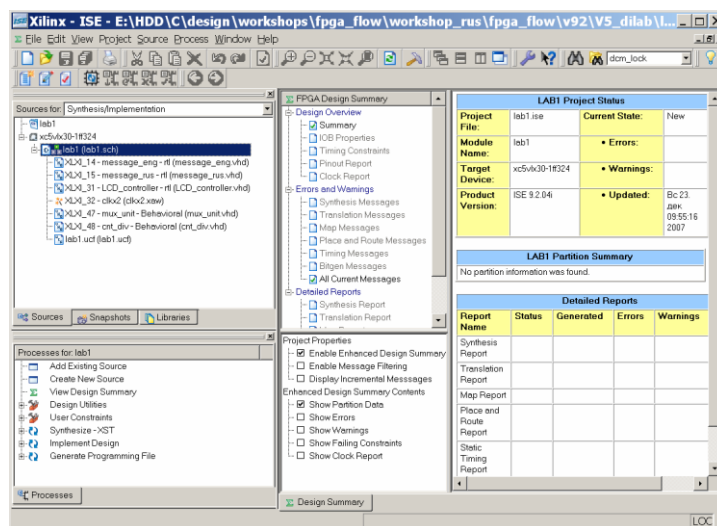 Xilinx - ISE - E:\HDD\C\design\workshops\fpga_flow\workshop_rus\fpga_flow\v92\V5_dilab\l...
File Edit View Project Source Process Window Help
dcm_lock
Sources for: Synthesis/Implementation
lab1
xc5vlx30-1ff324
lab1 (lab1.sch)
XLXI_14 - message_eng - rtl (message_eng.vhd)
XLXI_15 - message_rus - rtl (message_rus.vhd)
XLXI_31 - LCD_controller - rtl (LCD_controller.vhd)
XLXI_32 - clkx2 (clkx2.xaw)
XLXI_47 - mux_unit - Behavioral (mux_unit.vhd)
XLXI_48 - cnt_div - Behavioral (cnt_div.vhd)
lab1.ucf (lab1.ucf)
Sources Snapshots Libraries
Processes for: lab1
Add Existing Source
Create New Source
View Design Summary
Design Utilities
User Constraints
Synthesize - XST
Implement Design
Generate Programming File
Processes
FPGA Design Summary
Design Overview
Summary
IOB Properties
Timing Constraints
Pinout Report
Clock Report
Errors and Warnings
Synthesis Messages
Translation Messages
Map Messages
Place and Route Messages
Timing Messages
Bitgen Messages
All Current Messages
Detailed Reports
Synthesis Report
Translation Report
Project Properties
Enable Enhanced Design Summary
Enable Message Filtering
Display Incremental Messsages
Enhanced Design Summary Contents
Show Partition Data
Show Errors
Show Warnings
Show Failing Constraints
Show Clock Report
Design Summary
LAB1 Project Status
Project File: lab1.ise Current State: New
Module Name: lab1 • Errors:
Target Device: xc5vlx30-1ff324 • Warnings:
Product Version: ISE 9.2.04i • Updated: Вс 23. дек 09:55:16 2007
LAB1 Partition Summary
No partition information was found.
Detailed Reports
Report Name Status Generated Errors Warnings
Synthesis Report
Translation Report
Map Report
Place and Route Report
Static Timing Report
LOC